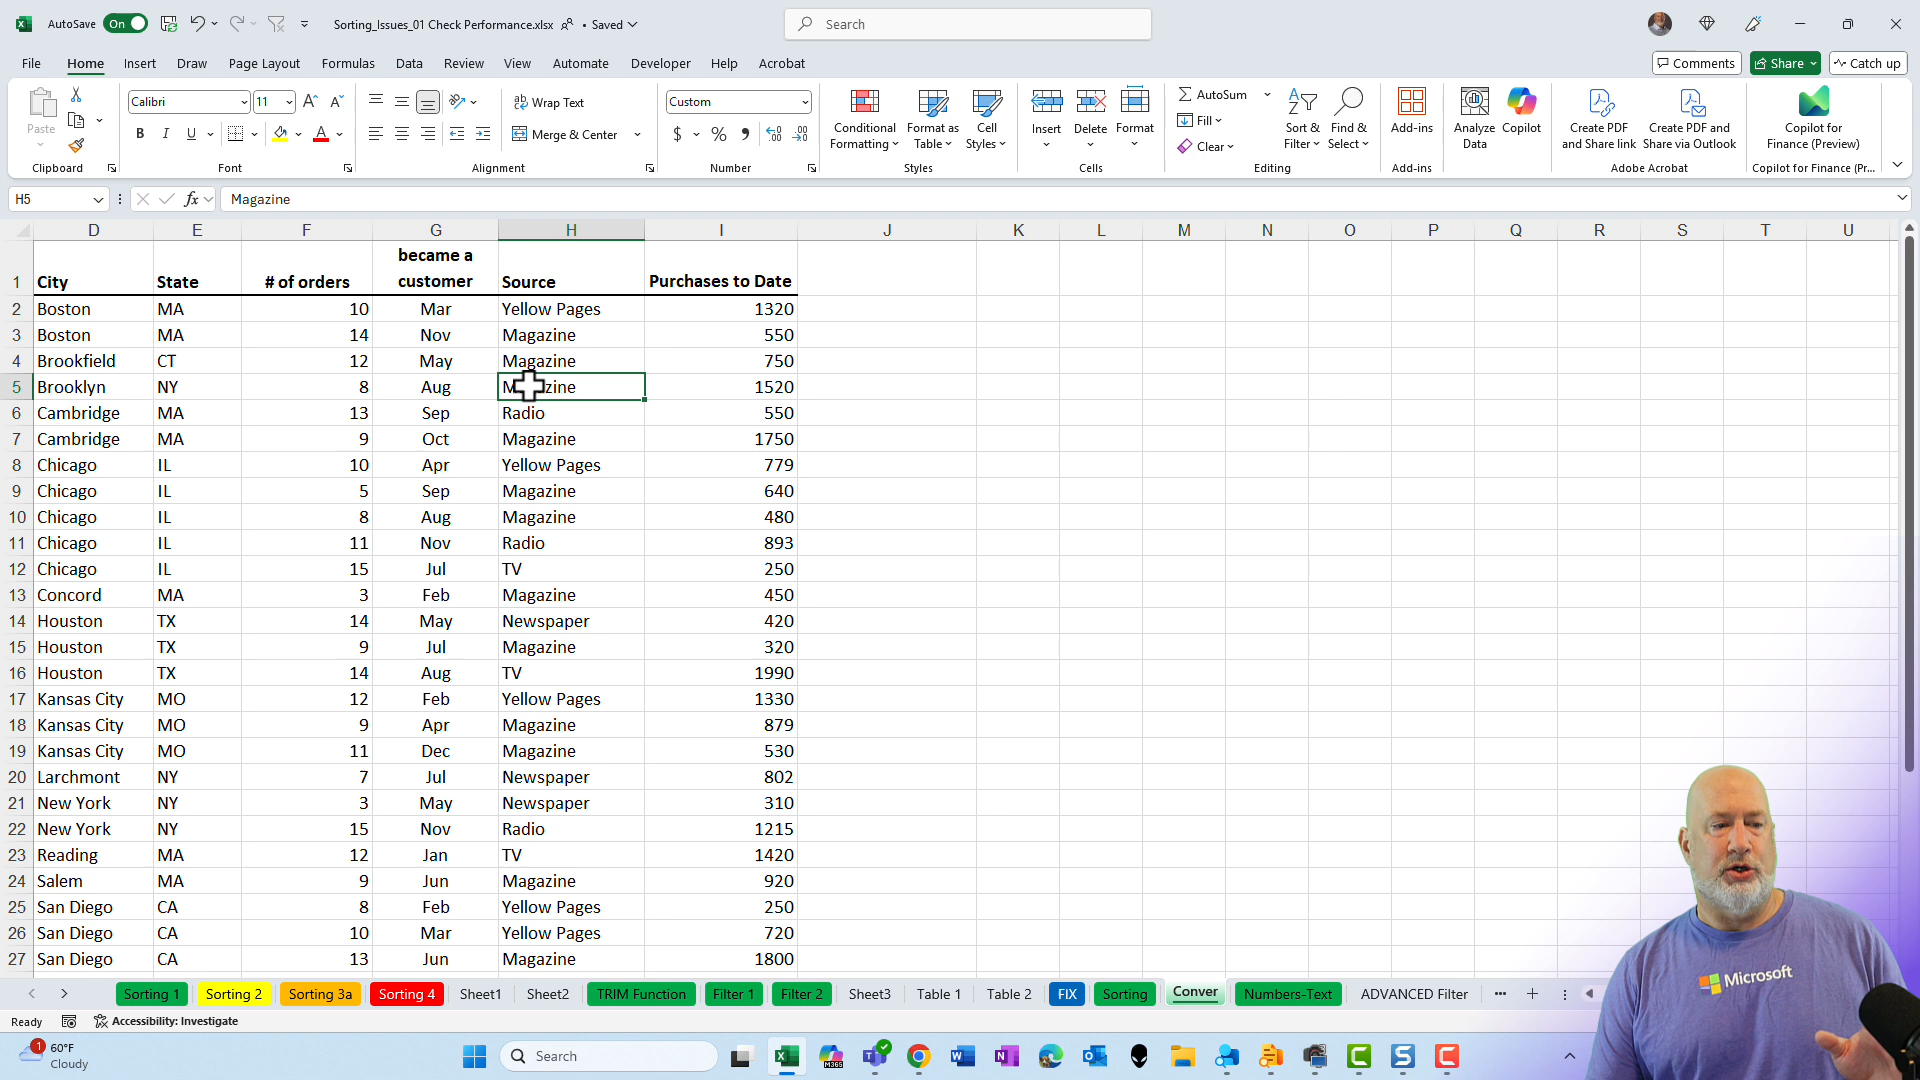 AutoSave On Sorting_Issues_01 Check Performance.xlsx • Saved Search
File Home Insert Draw Page Layout Formulas Data Review View Automate Developer Help Acrobat Comments Share Catch up
Paste Calibri 11 Wrap Text Custom AutoSum
B I U Merge & Center $ % Conditional Formatting Format as Table Cell Styles Insert Delete Format Fill Clear Sort & Filter Find & Select Add-ins Analyze Data Copilot Create PDF and Share link Create PDF and Share via Outlook Copilot for Finance (Preview)
Clipboard Font Alignment Number Styles Cells Editing Add-ins Adobe Acrobat Copilot for Finance (Pr...
H5 fx Magazine
D E F G H I J K L M N O P Q R S T U
1 City State # of orders became a customer Source Purchases to Date
2 Boston MA 10 Mar Yellow Pages 1320
3 Boston MA 14 Nov Magazine 550
4 Brookfield CT 12 May Magazine 750
5 Brooklyn NY 8 Aug Magazine 1520
6 Cambridge MA 13 Sep Radio 550
7 Cambridge MA 9 Oct Magazine 1750
8 Chicago IL 10 Apr Yellow Pages 779
9 Chicago IL 5 Sep Magazine 640
10 Chicago IL 8 Aug Magazine 480
11 Chicago IL 11 Nov Radio 893
12 Chicago IL 15 Jul TV 250
13 Concord MA 3 Feb Magazine 450
14 Houston TX 14 May Newspaper 420
15 Houston TX 9 Jul Magazine 320
16 Houston TX 14 Aug TV 1990
17 Kansas City MO 12 Feb Yellow Pages 1330
18 Kansas City MO 9 Apr Magazine 879
19 Kansas City MO 11 Dec Magazine 530
20 Larchmont NY 7 Jul Newspaper 802
21 New York NY 3 May Newspaper 310
22 New York NY 15 Nov Radio 1215
23 Reading MA 12 Jan TV 1420
24 Salem MA 9 Jun Magazine 920
25 San Diego CA 8 Feb Yellow Pages 250
26 San Diego CA 10 Mar Yellow Pages 720
27 San Diego CA 13 Jun Magazine 1800
Microsoft
Sorting 1 Sorting 2 Sorting 3a Sorting 4 Sheet1 Sheet2 TRIM Function Filter 1 Filter 2 Sheet3 Table 1 Table 2 FIX Sorting Conver Numbers-Text ADVANCED Filter
Ready Accessibility: Investigate
1 60°F
Cloudy
Search
M365